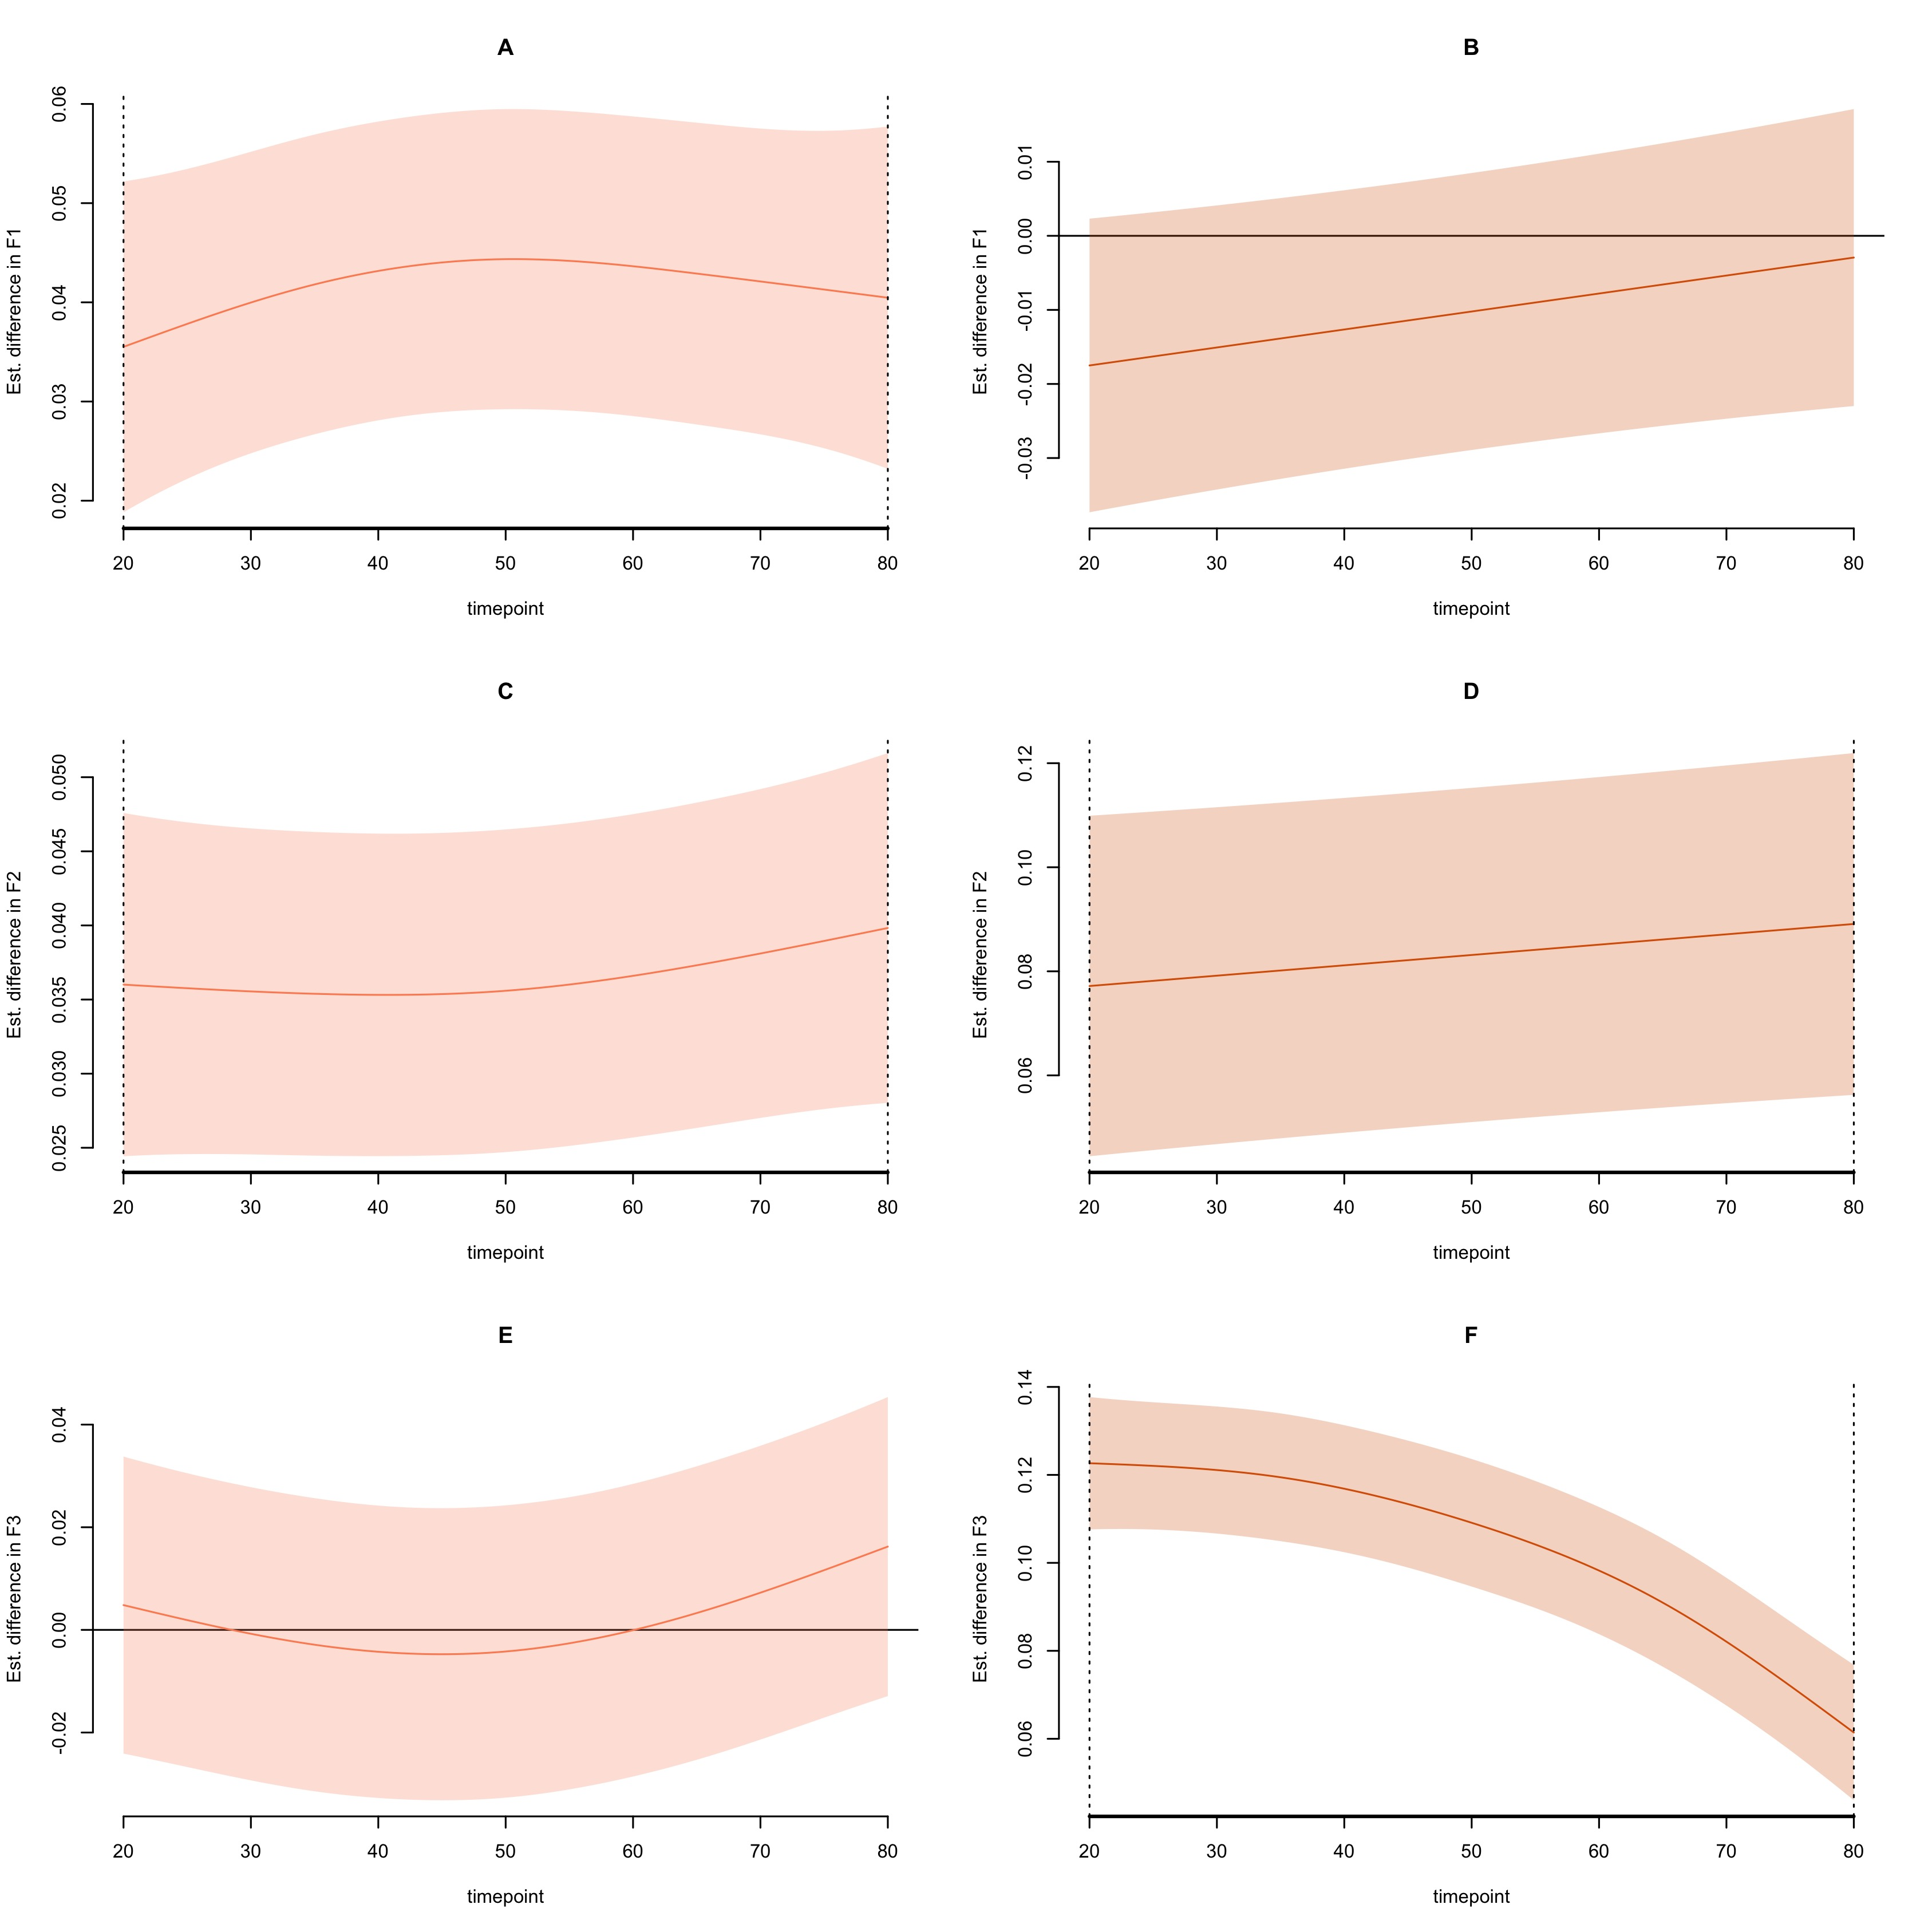 A
Est. difference in F1
0.06
0.05
0.04
0.03
0.02
20 30 40 50 60 70 80
timepoint
B
Est. difference in F1
0.01
0.00
-0.01
-0.02
-0.03
20 30 40 50 60 70 80
timepoint
C
Est. difference in F2
0.050
0.045
0.040
0.035
0.030
0.025
20 30 40 50 60 70 80
timepoint
D
Est. difference in F2
0.12
0.10
0.08
0.06
20 30 40 50 60 70 80
timepoint
E
Est. difference in F3
0.04
0.02
0.00
-0.02
20 30 40 50 60 70 80
timepoint
F
Est. difference in F3
0.14
0.12
0.10
0.08
0.06
20 30 40 50 60 70 80
timepoint